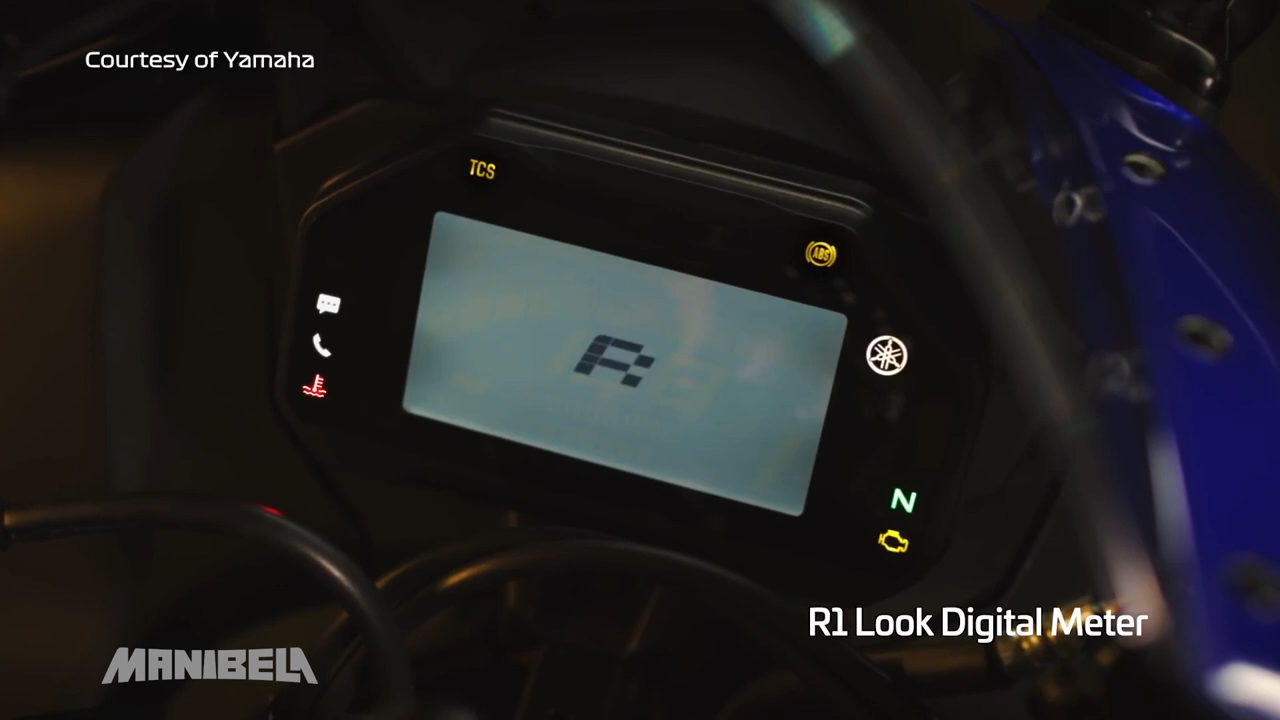 Courtesy of Yamaha
TCS
ABS
R
N
R1 Look Digital Meter
MANIBELA